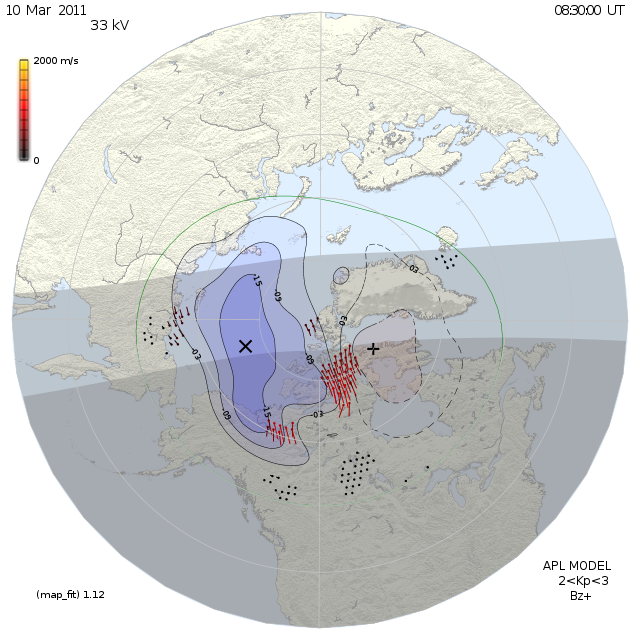 10 Mar 2011
08:30:00 UT
33 kV
2000 m/s
0
-15
-09
03
-03
-03
-09
-15
-09
-03
APL MODEL
2<Kp<3
Bz+
(map_fit) 1.12